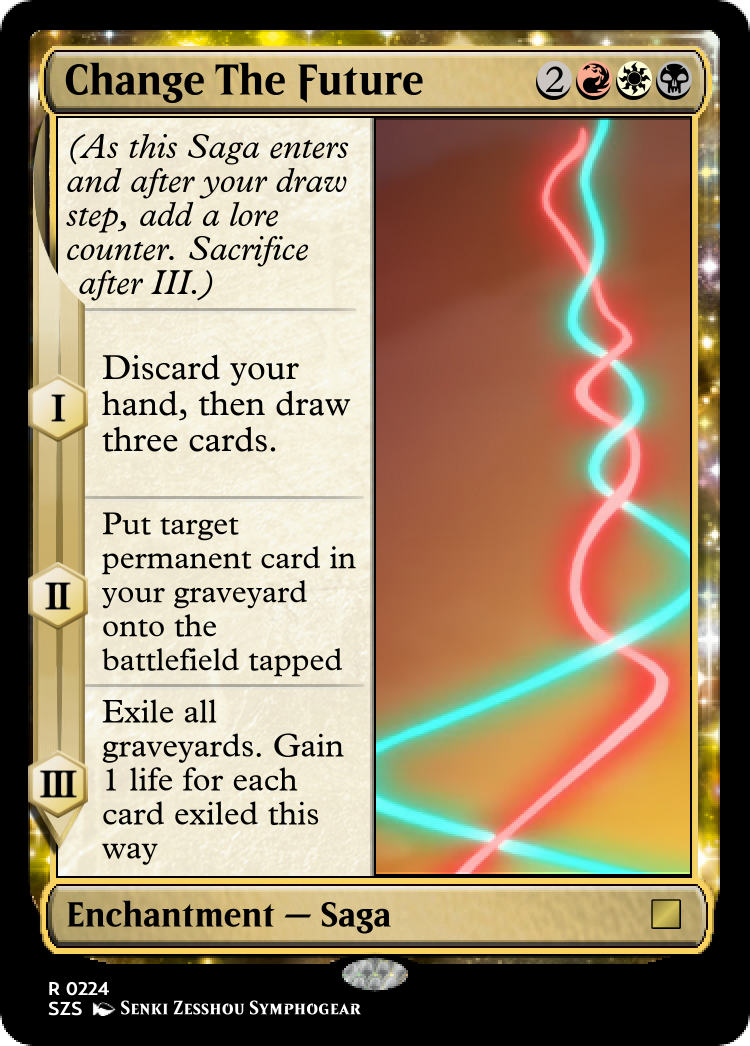 Change The Future 2
(As this Saga enters
and after your draw
step, add a lore
counter. Sacrifice
after III.)
I
Discard your
hand, then draw
three cards.
II
Put target
permanent card in
your graveyard
onto the
battlefield tapped
III
Exile all
graveyards. Gain
1 life for each
card exiled this
way
Enchantment — Saga
R 0224
SZS Senki Zesshou Symphogear